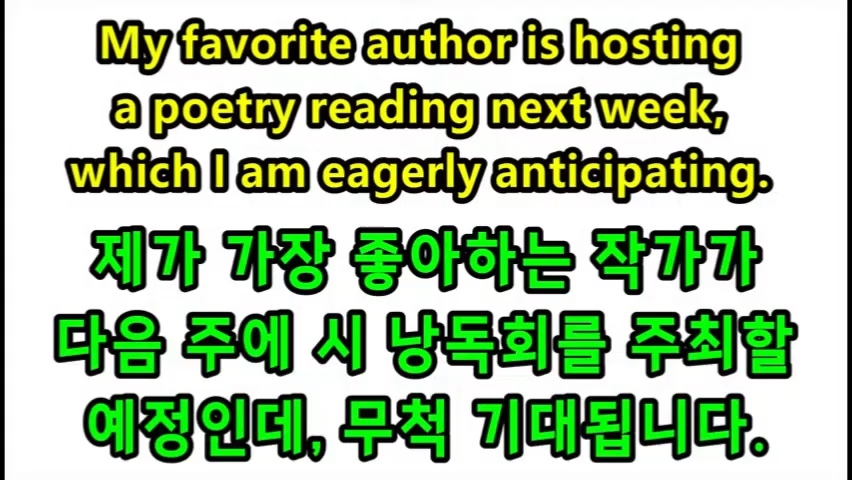 My favorite author is hosting
a poetry reading next week,
which I am eagerly anticipating.
제가 가장 좋아하는 작가가
다음 주에 시 낭독회를 주최할
예정인데, 무척 기대됩니다.